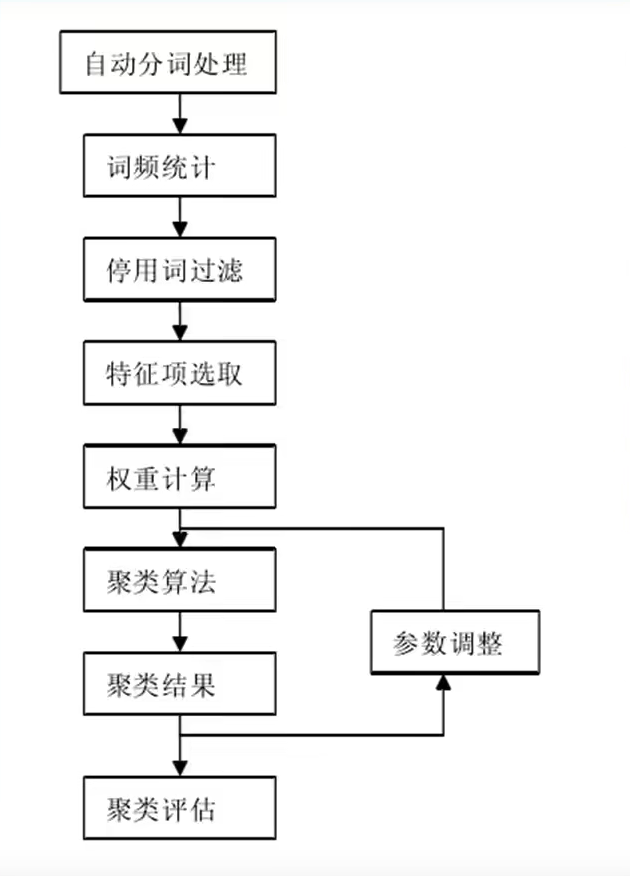 自动分词处理
词频统计
停用词过滤
特征项选取
权重计算
聚类算法
参数调整
聚类结果
聚类评估